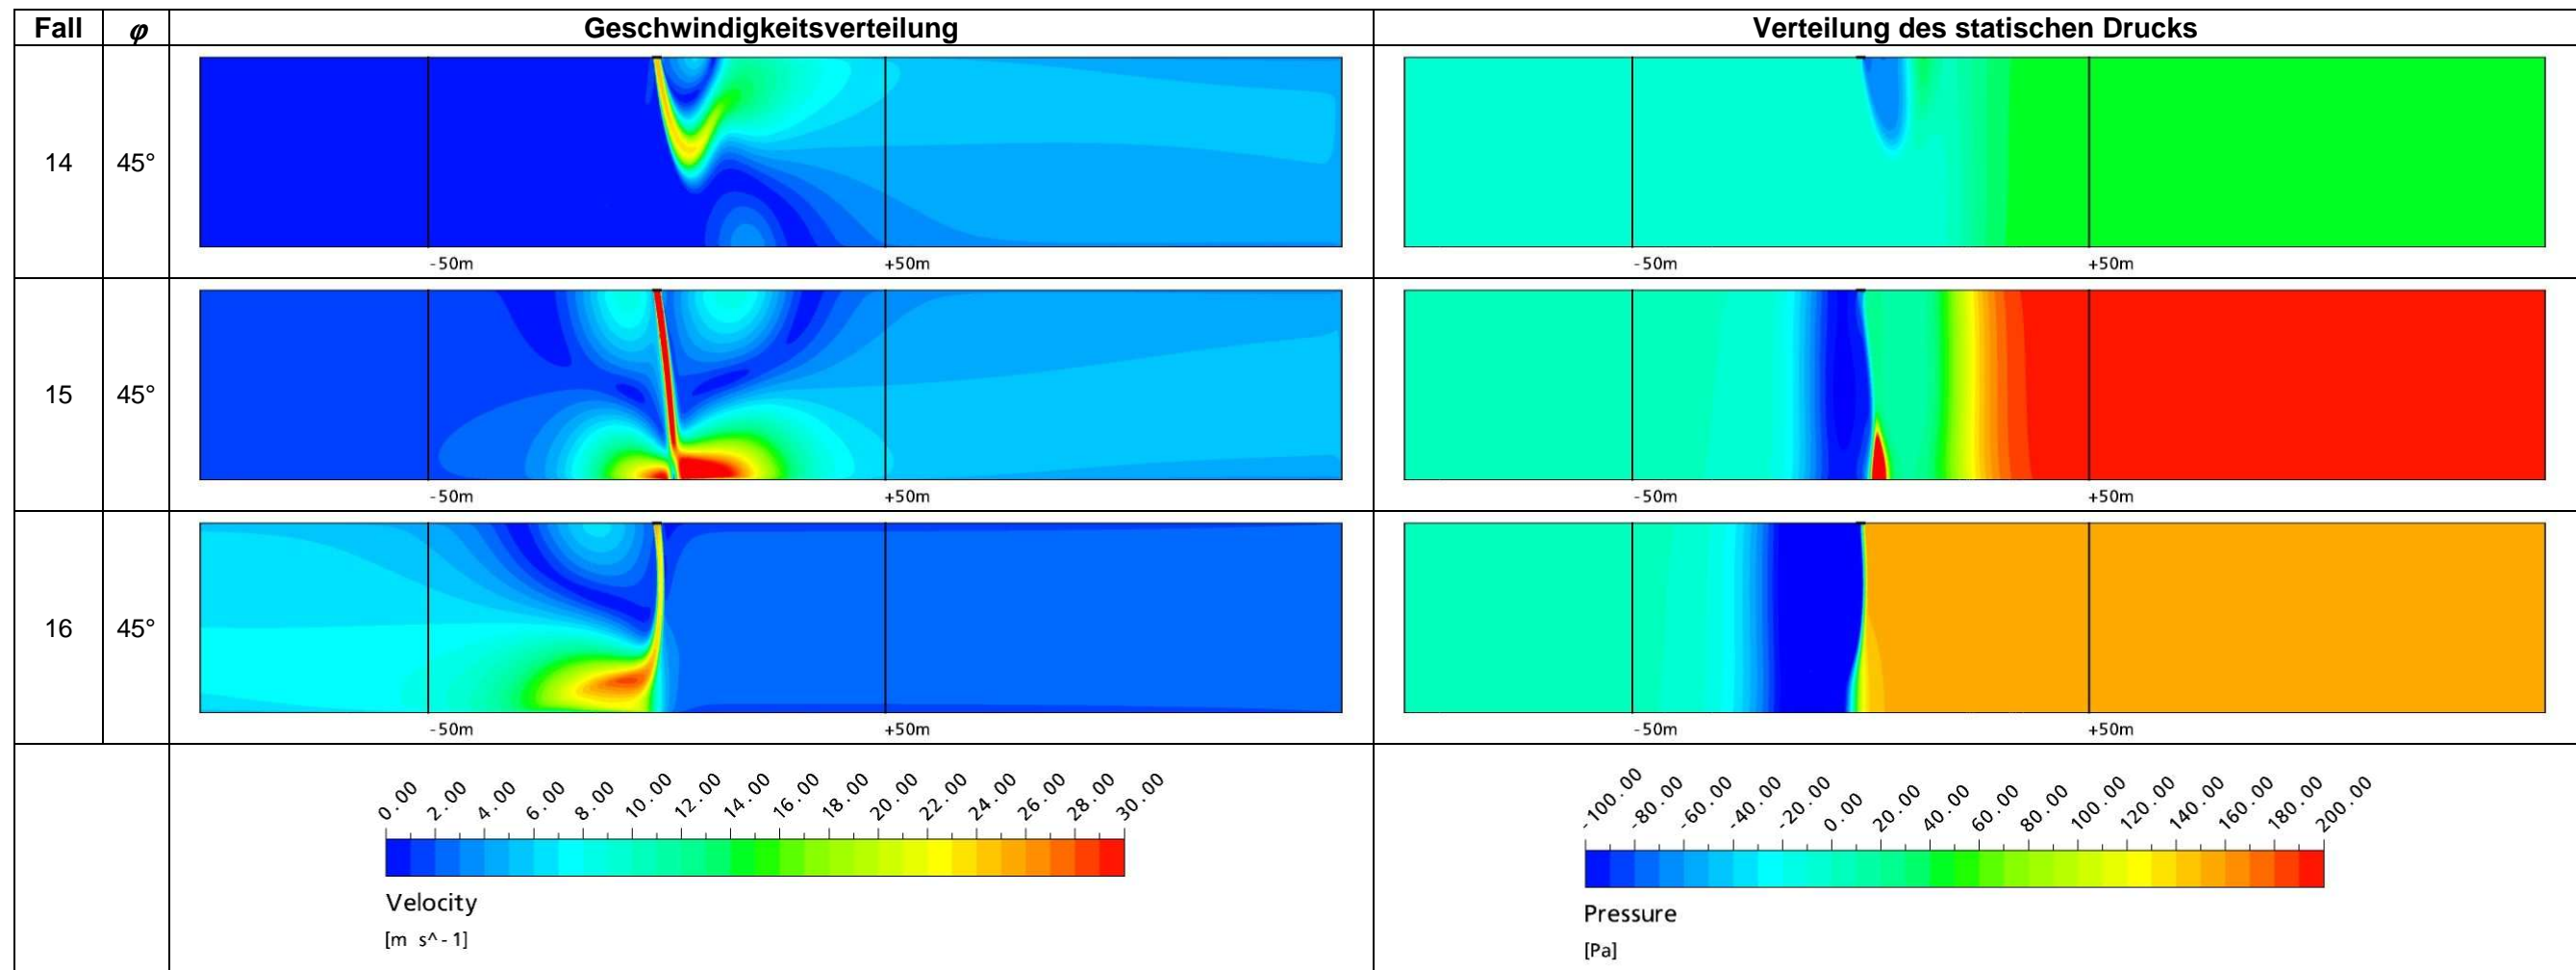 Fall φ Geschwindigkeitsverteilung Verteilung des statischen Drucks
14 45°
-50m +50m -50m +50m
15 45°
-50m +50m -50m +50m
16 45°
-50m +50m -50m +50m
0.00 2.00 4.00 6.00 8.00 10.00 12.00 14.00 16.00 18.00 20.00 22.00 24.00 26.00 28.00 30.00
Velocity
[m s^-1]
-100.00 -80.00 -60.00 -40.00 -20.00 0.00 20.00 40.00 60.00 80.00 100.00 120.00 140.00 160.00 180.00 200.00
Pressure
[Pa]